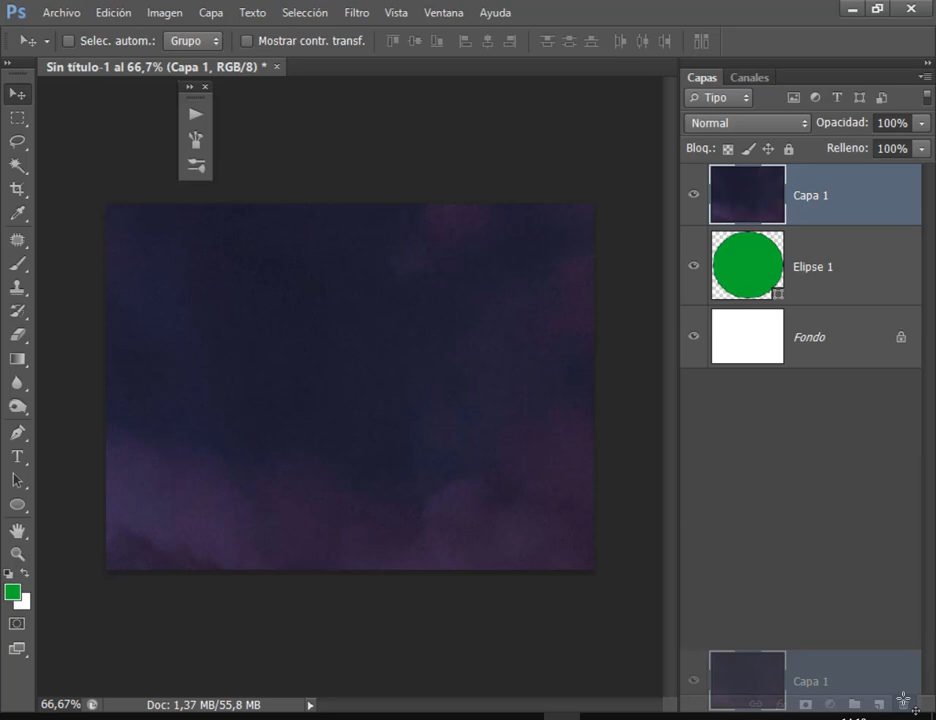 Ps Archivo Edición Imagen Capa Texto Selección Filtro Vista Ventana Ayuda
Selec. autom.: Grupo Mostrar contr. transf.
Sin título-1 al 66,7% (Capa 1, RGB/8) * ×
Capas Canales
Tipo T
Normal Opacidad: 100%
Bloq.: Relleno: 100%
Capa 1
Elipse 1
Fondo
T
Capa 1
66,67% Doc: 1,37 MB/55,8 MB